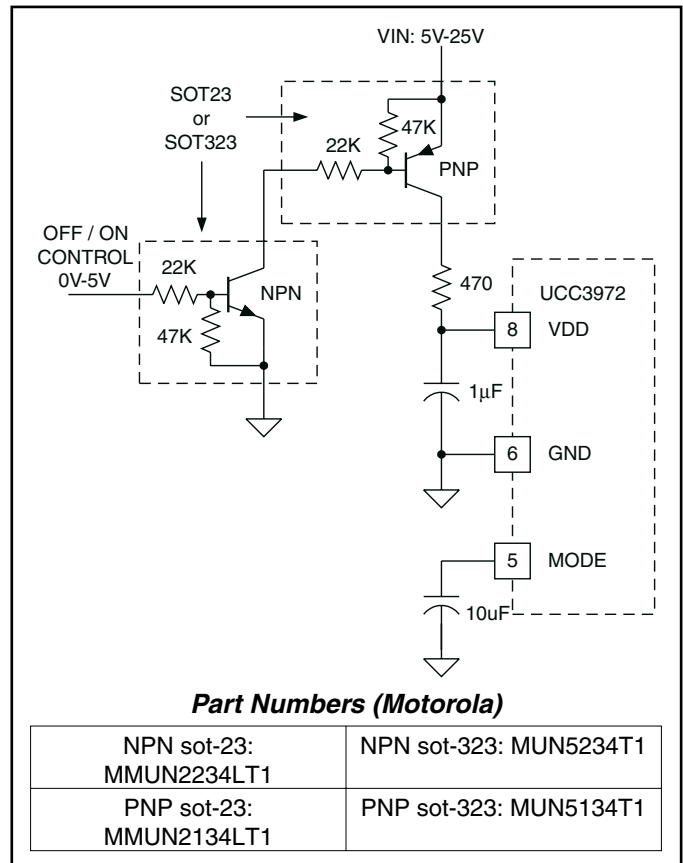 VIN: 5V-25V
SOT23
or
SOT323
47K
22K
PNP
OFF / ON
CONTROL
0V-5V
22K
NPN
47K
470
UCC3972
8 VDD
1μF
6 GND
5 MODE
10uF
Part Numbers (Motorola)
NPN sot-23:
MMUN2234LT1
NPN sot-323: MUN5234T1
PNP sot-23:
MMUN2134LT1
PNP sot-323: MUN5134T1